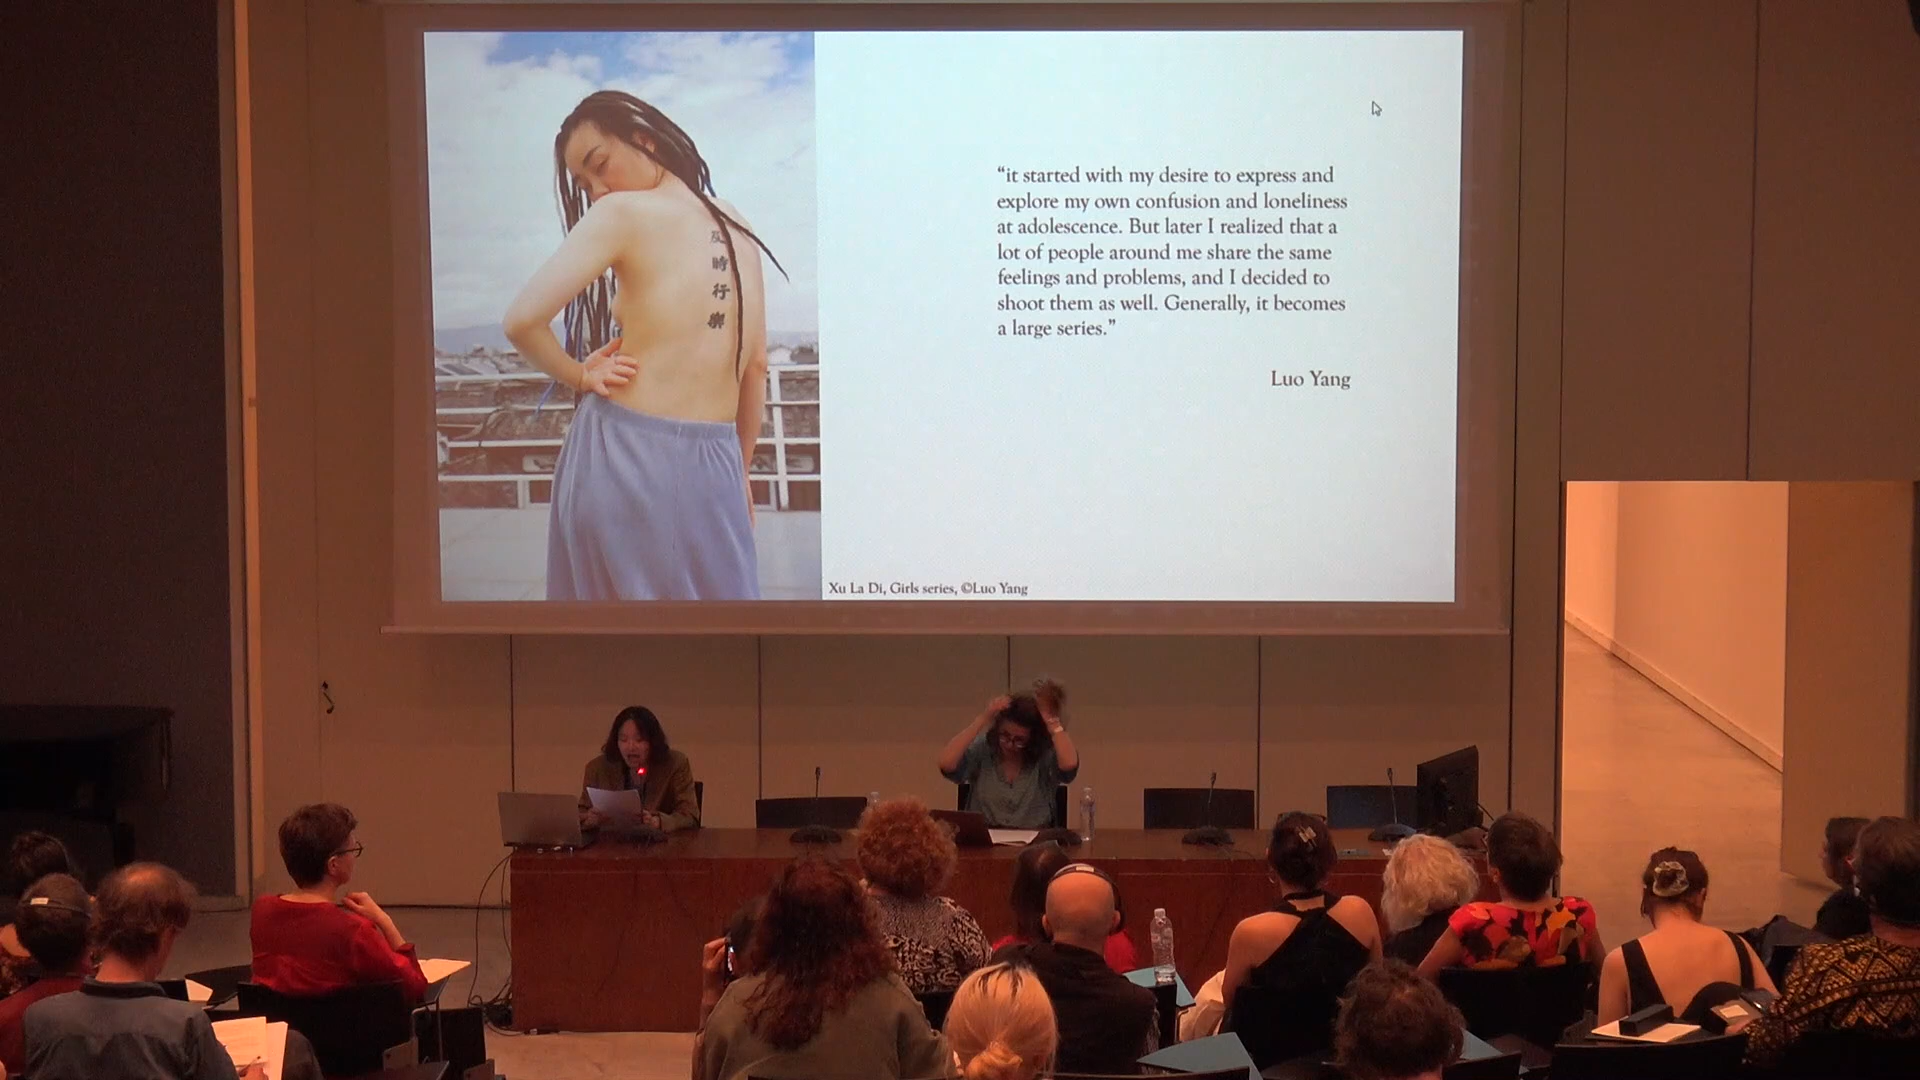 及
時
行
樂
“it started with my desire to express and
explore my own confusion and loneliness
at adolescence. But later I realized that a
lot of people around me share the same
feelings and problems, and I decided to
shoot them as well. Generally, it becomes
a large series.”
Luo Yang
Xu La Di, Girls series, ©Luo Yang